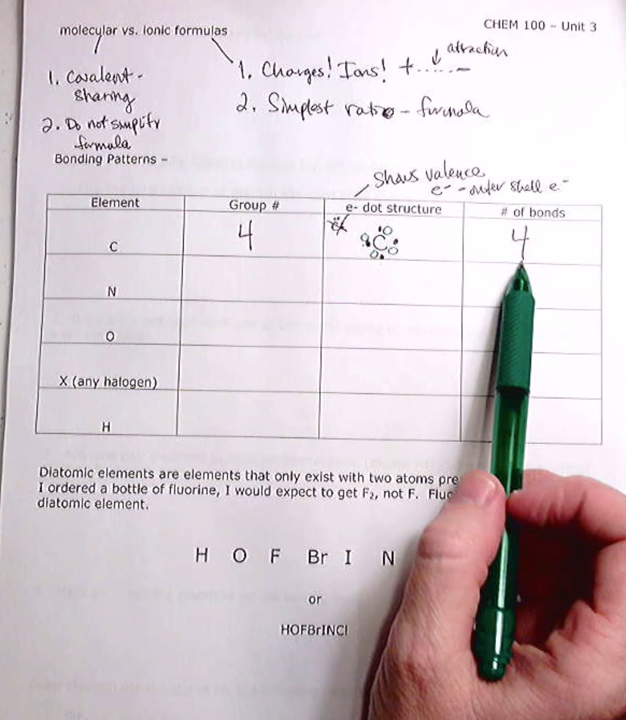 CHEM 100 - Unit 3
molecular vs. ionic formulas
attraction
1. Covalent -
sharing
1. Charges! Ions! + ...... -
2. Simplest ratio - formula
2. Do not simplify
formula
Bonding Patterns -
Shows valence
e- - outer shell e-
Element Group # e- dot structure # of bonds
C 4 C 4
N
O
X (any halogen)
H
Diatomic elements are elements that only exist with two atoms pre
I ordered a bottle of fluorine, I would expect to get F₂, not F. Fluo
diatomic element.
H O F Br I N
or
HOFBrINCl